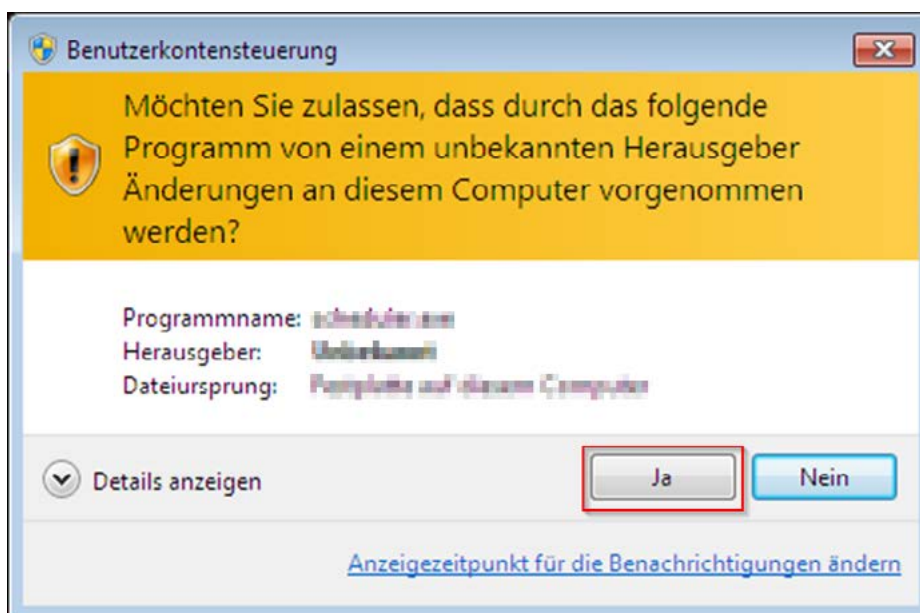 Benutzerkontensteuerung
Möchten Sie zulassen, dass durch das folgende
Programm von einem unbekannten Herausgeber
Änderungen an diesem Computer vorgenommen
werden?
Programmname:
Herausgeber:
Dateiursprung:
Details anzeigen
Ja
Nein
Anzeigezeitpunkt für die Benachrichtigungen ändern